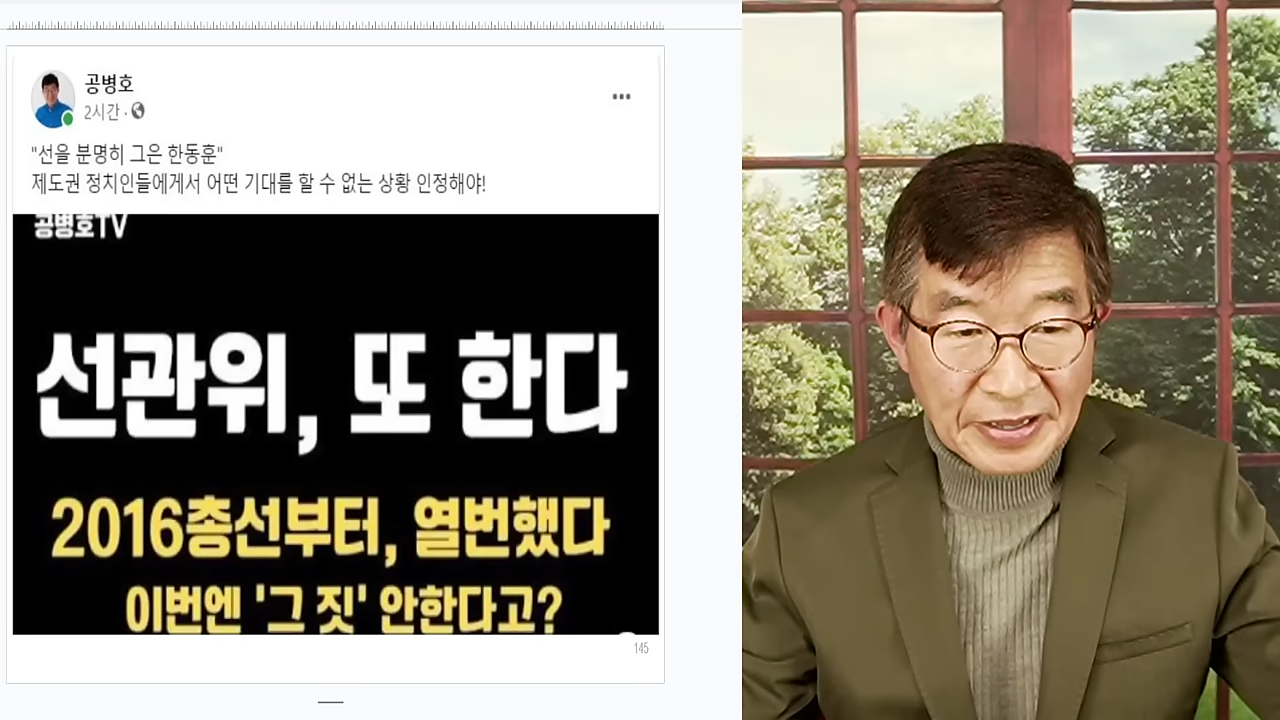 공병호
2시간 ·
"선을 분명히 그은 한동훈"
제도권 정치인들에게서 어떤 기대를 할 수 없는 상황 인정해야!
공병호TV
선관위, 또 한다
2016총선부터, 열번했다
이번엔 '그 짓' 안한다고?
145